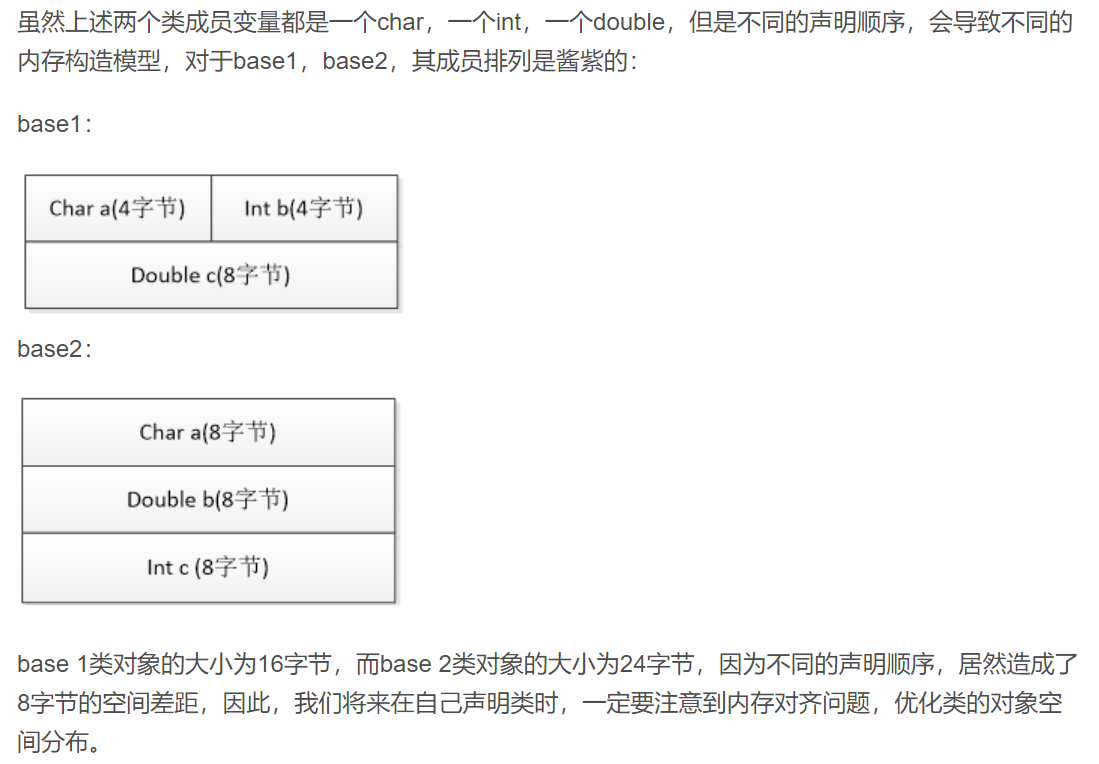 虽然上述两个类成员变量都是一个char，一个int，一个double，但是不同的声明顺序，会导致不同的
内存构造模型，对于base1，base2，其成员排列是酱紫的：
base1：
Char a(4字节) Int b(4字节)
Double c(8字节)
base2：
Char a(8字节)
Double b(8字节)
Int c (8字节)
base 1类对象的大小为16字节，而base 2类对象的大小为24字节，因为不同的声明顺序，居然造成了
8字节的空间差距，因此，我们将来在自己声明类时，一定要注意到内存对齐问题，优化类的对象空
间分布。